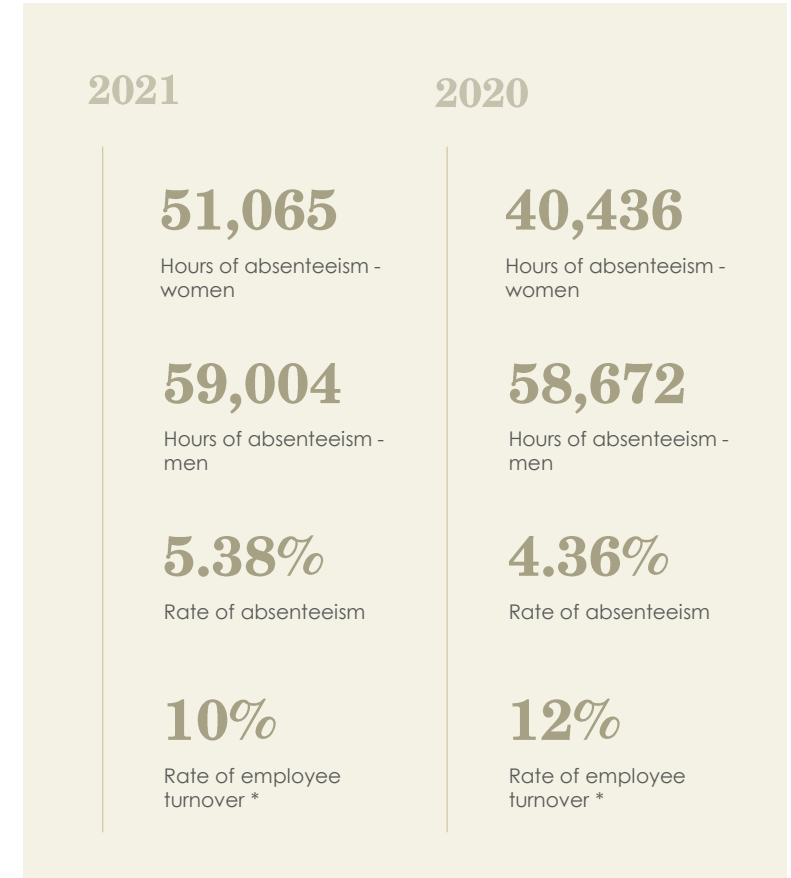 2021
51,065
Hours of absenteeism -
women
59,004
Hours of absenteeism -
men
5.38%
Rate of absenteeism
10%
Rate of employee
turnover *
2020
40,436
Hours of absenteeism -
women
58,672
Hours of absenteeism -
men
4.36%
Rate of absenteeism
12%
Rate of employee
turnover *